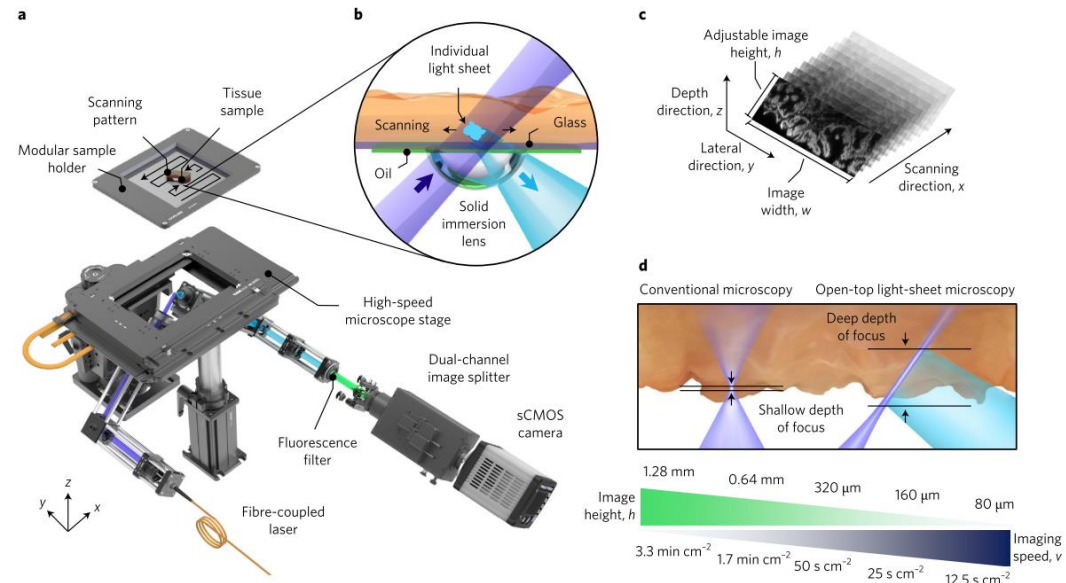 a
Scanning
pattern
Tissue
sample
Modular sample
holder
High-speed
microscope stage
Dual-channel
image splitter
sCMOS
camera
Fluorescence
filter
Fibre-coupled
laser
z
y
x
b
Individual
light sheet
Scanning
Glass
Oil
Solid
immersion
lens
c
Adjustable image
height, h
Depth
direction, z
Lateral
direction, y
Image
width, w
Scanning
direction, x
d
Conventional microscopy
Open-top light-sheet microscopy
Deep depth
of focus
Shallow depth
of focus
1.28 mm
0.64 mm
320 µm
160 µm
80 µm
Image
height, h
Imaging
speed, v
3.3 min cm⁻²
1.7 min cm⁻²
50 s cm⁻²
25 s cm⁻²
12.5 s cm⁻²